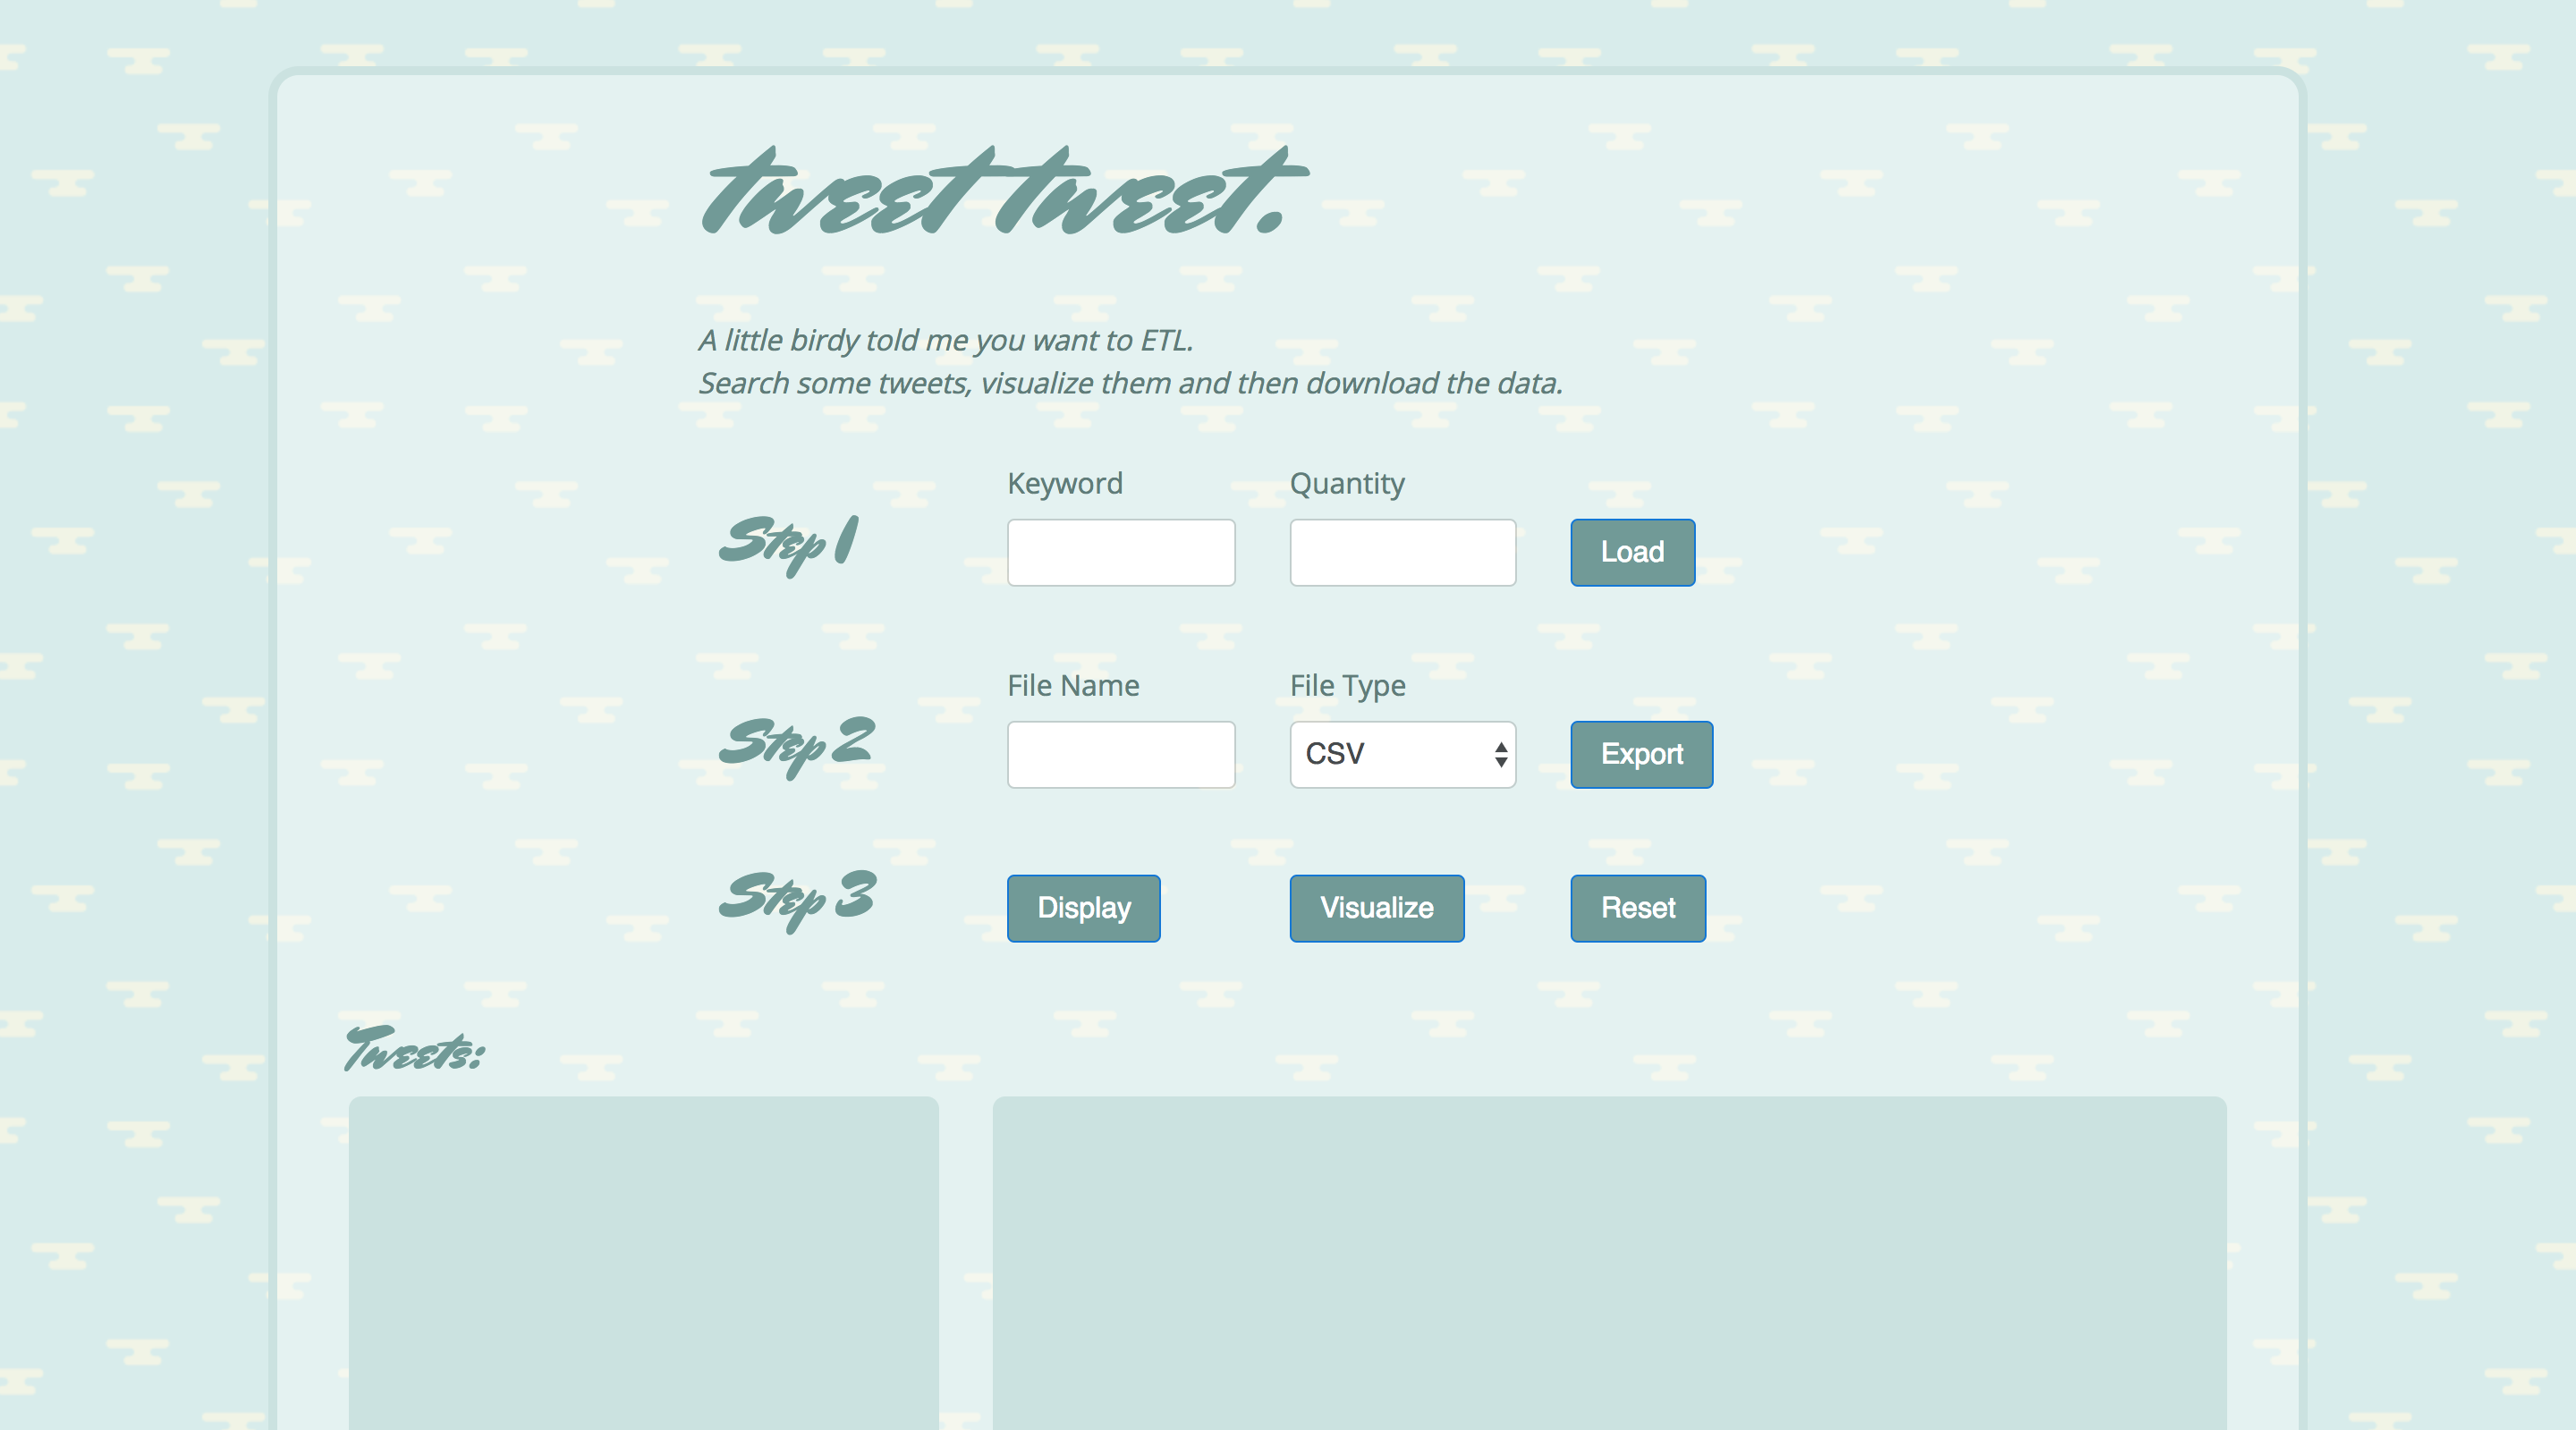 tweet tweet.
A little birdy told me you want to ETL.
Search some tweets, visualize them and then download the data.
Keyword Quantity
Step 1 Load
File Name File Type
Step 2 CSV Export
Step 3 Display Visualize Reset
Tweets: